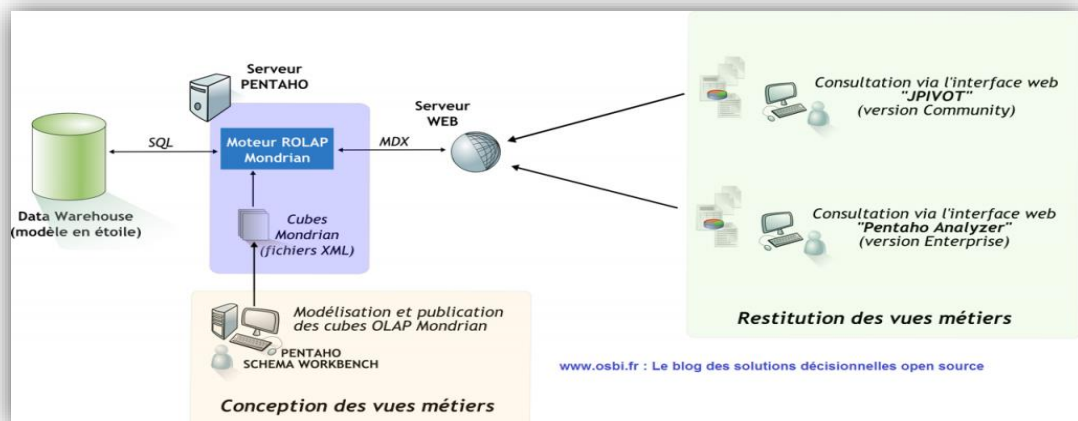 Serveur
PENTAHO
Data Warehouse
(modèle en étoile)
SQL
Moteur ROLAP
Mondrian
Cubes
Mondrian
(fichiers XML)
MDX
Serveur
WEB
Consultation via l'interface web
"JPIVOT"
(version Community)
Consultation via l'interface web
"Pentaho Analyzer"
(version Enterprise)
Restitution des vues métiers
Modélisation et publication
des cubes OLAP Mondrian
PENTAHO
SCHEMA WORKBENCH
Conception des vues métiers
www.osbi.fr : Le blog des solutions décisionnelles open source